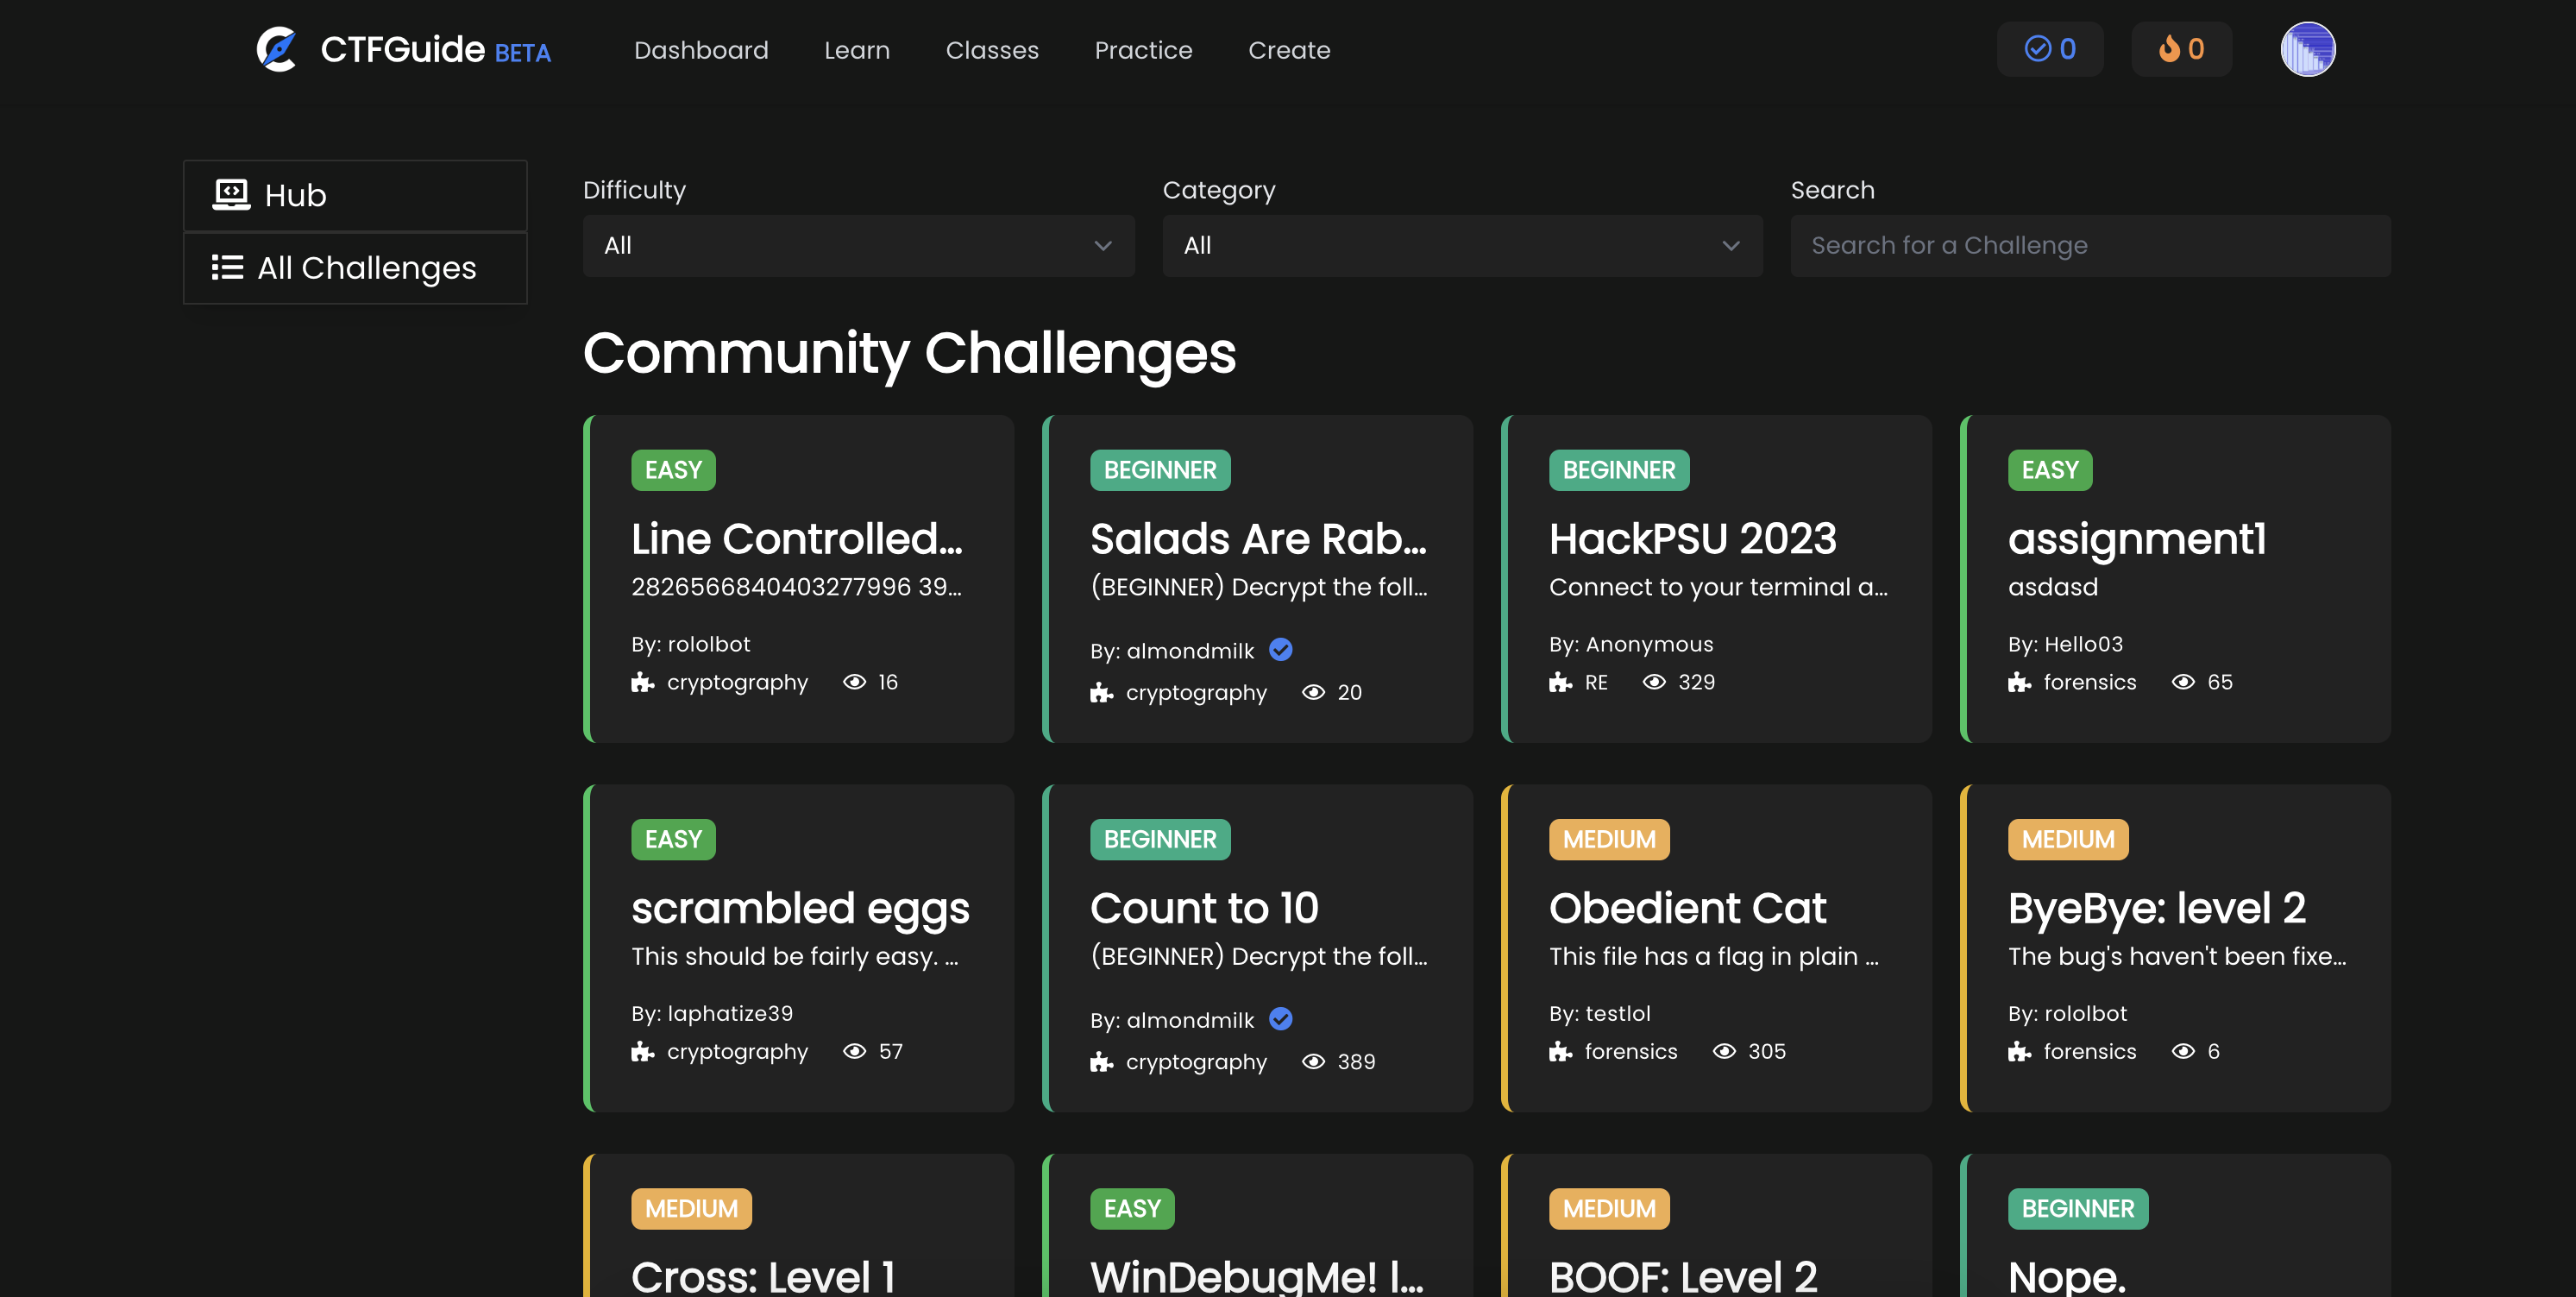 CTFGuide BETA
Dashboard Learn Classes Practice Create
0 0
Hub
All Challenges
Difficulty Category Search
All All Search for a Challenge
Community Challenges
EASY
Line Controlled...
2826566840403277996 39...
By: rololbot
cryptography 16
BEGINNER
Salads Are Rab...
(BEGINNER) Decrypt the foll...
By: almondmilk
cryptography 20
BEGINNER
HackPSU 2023
Connect to your terminal a...
By: Anonymous
RE 329
EASY
assignment1
asdasd
By: Hello03
forensics 65
EASY
scrambled eggs
This should be fairly easy. ...
By: laphatize39
cryptography 57
BEGINNER
Count to 10
(BEGINNER) Decrypt the foll...
By: almondmilk
cryptography 389
MEDIUM
Obedient Cat
This file has a flag in plain ...
By: testlol
forensics 305
MEDIUM
ByeBye: level 2
The bug's haven't been fixe...
By: rololbot
forensics 6
MEDIUM
Cross: Level 1
EASY
WinDebugMe! l...
MEDIUM
BOOF: Level 2
BEGINNER
Nope.